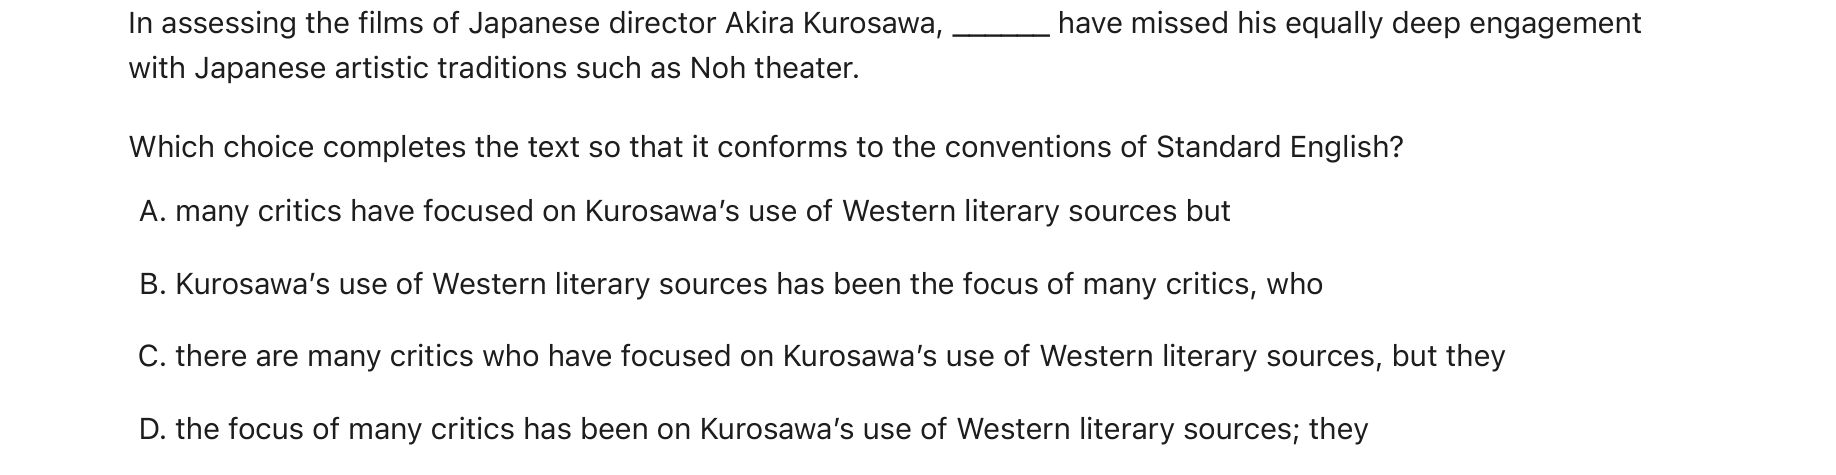 In assessing the films of Japanese director Akira Kurosawa, ______ have missed his equally deep engagement
with Japanese artistic traditions such as Noh theater.
Which choice completes the text so that it conforms to the conventions of Standard English?
A. many critics have focused on Kurosawa’s use of Western literary sources but
B. Kurosawa’s use of Western literary sources has been the focus of many critics, who
C. there are many critics who have focused on Kurosawa’s use of Western literary sources, but they
D. the focus of many critics has been on Kurosawa’s use of Western literary sources; they